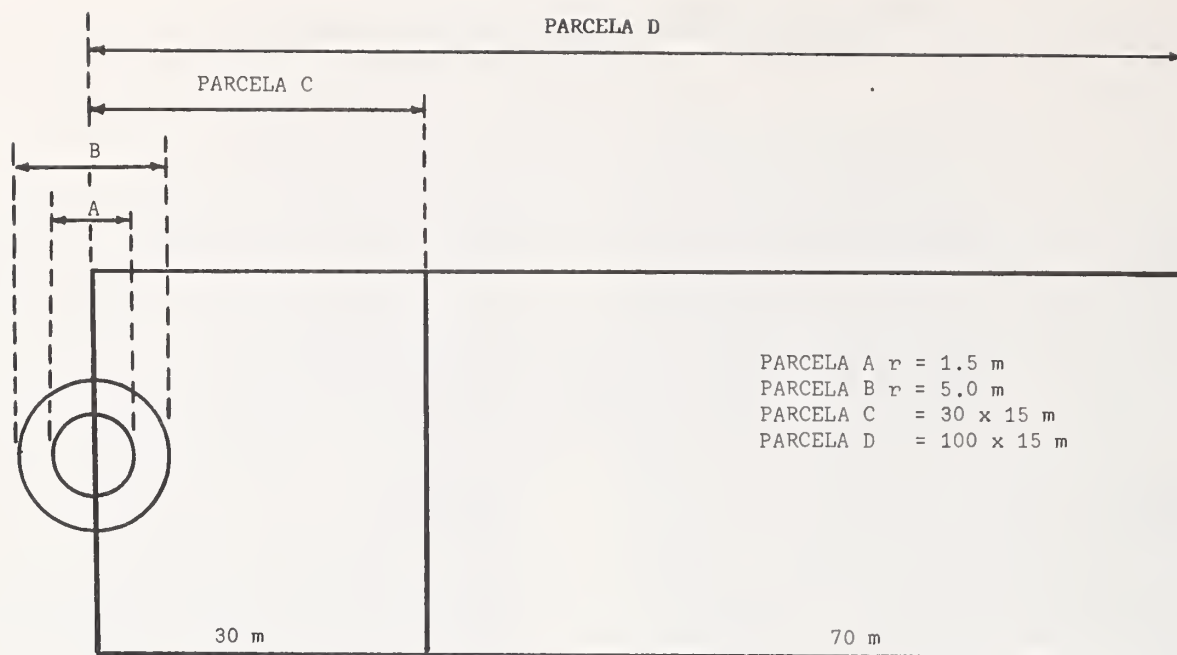 PARCELA D
PARCELA C
B
A
PARCELA A r = 1.5 m
PARCELA B r = 5.0 m
PARCELA C = 30 x 15 m
PARCELA D = 100 x 15 m
30 m
70 m